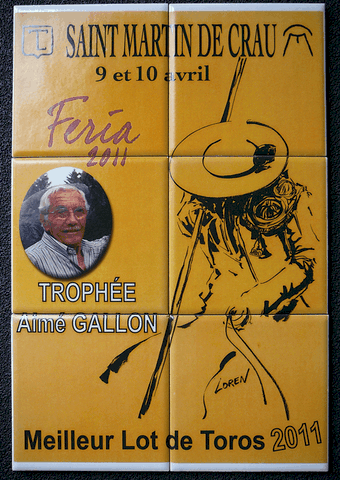 SAINT MARTIN DE CRAU
9 et 10 avril
Feria
2011
TROPHÉE
Aimé GALLON
LOREN
Meilleur Lot de Toros 2011